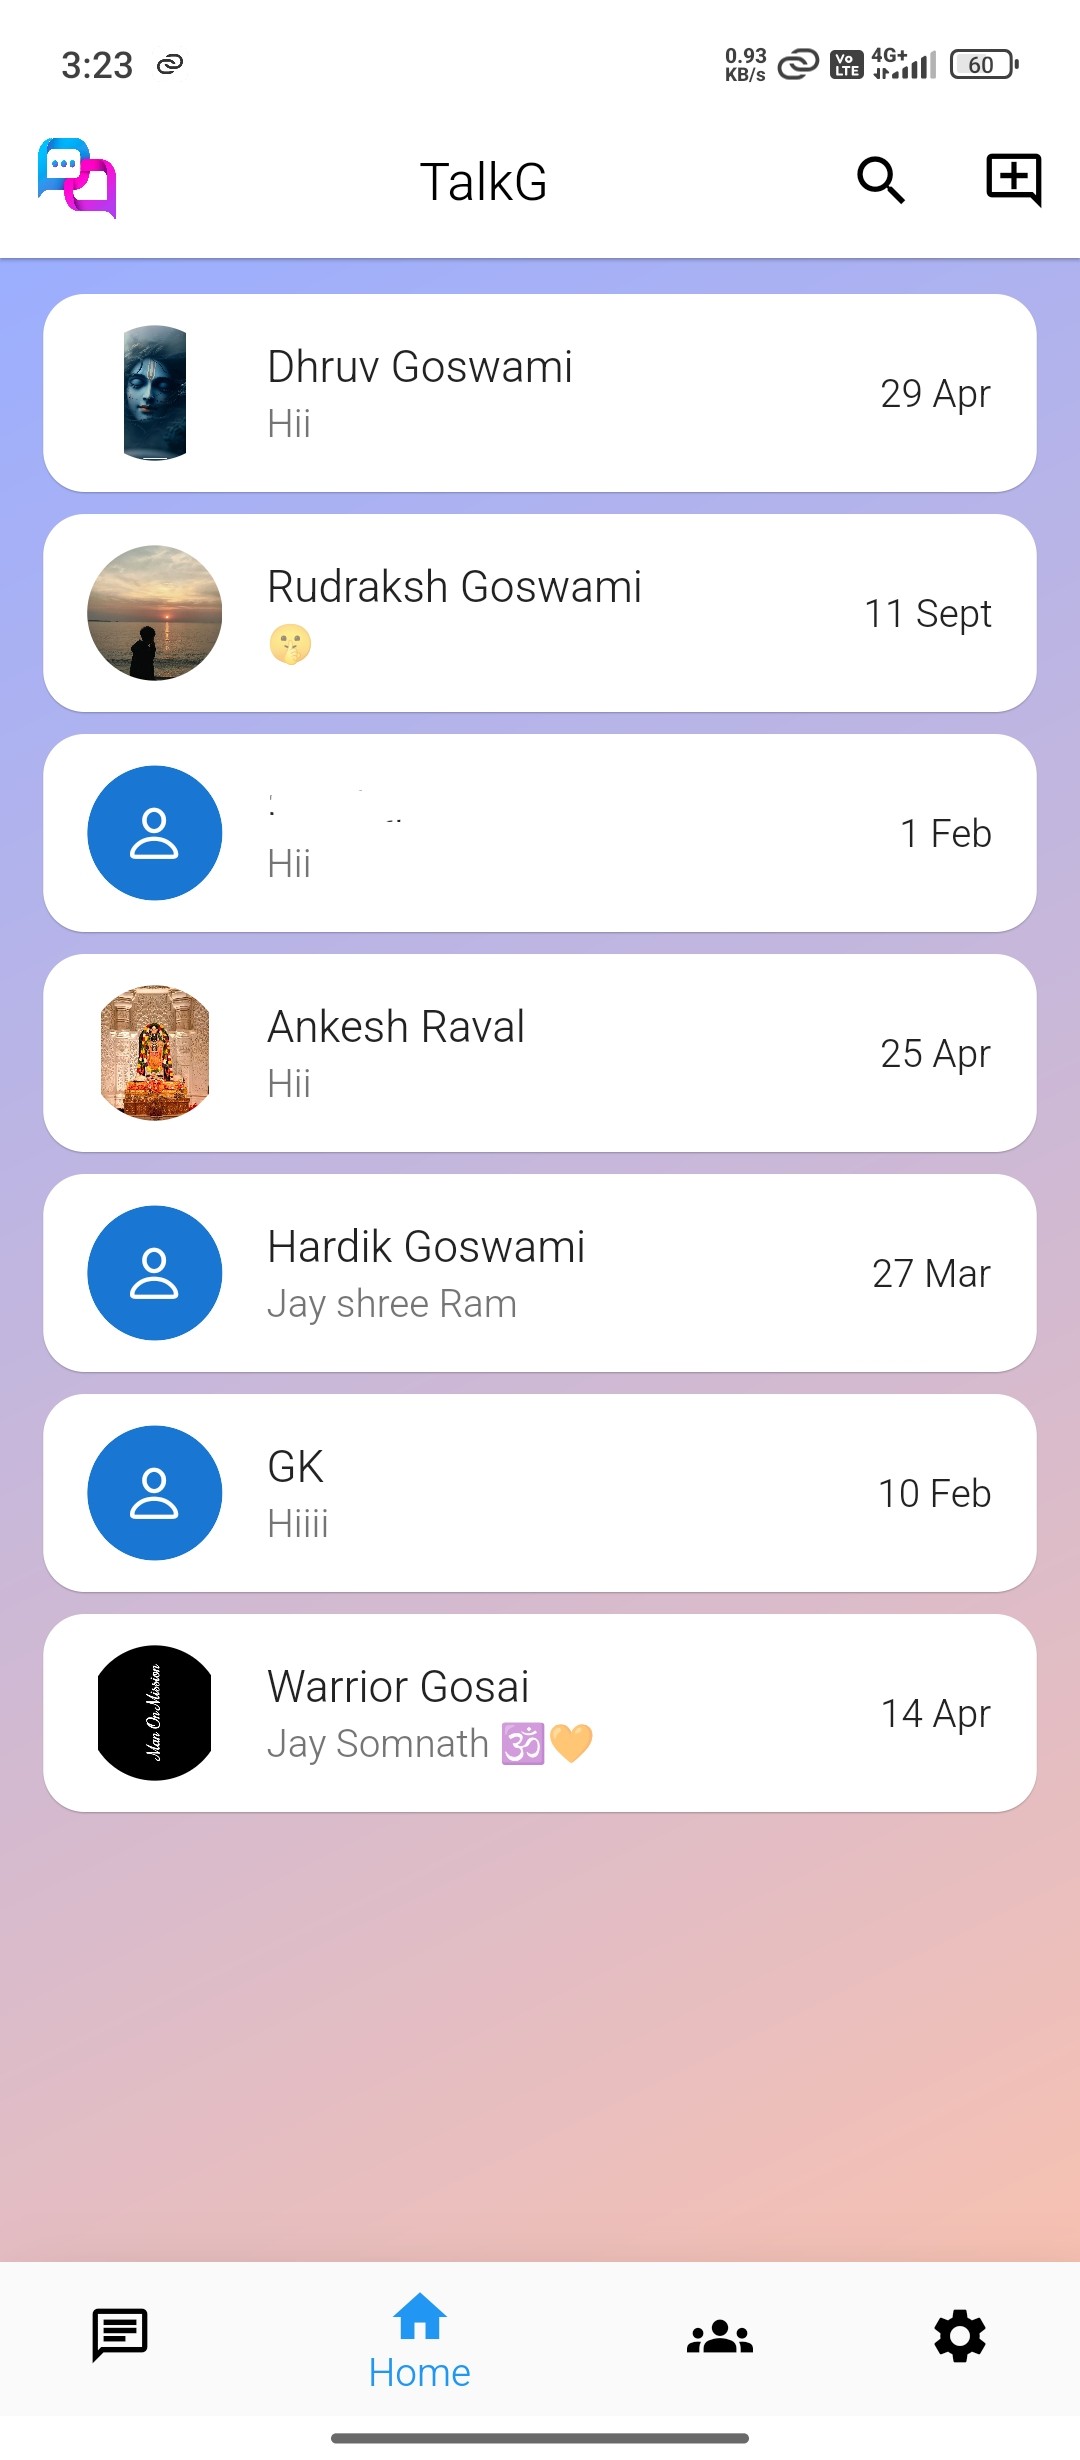 3:23
0.93
KB/s
Vo
LTE
4G+
60
TalkG
Dhruv Goswami
Hii
29 Apr
Rudraksh Goswami
🤫
11 Sept
Hii
1 Feb
Ankesh Raval
Hii
25 Apr
Hardik Goswami
Jay shree Ram
27 Mar
GK
Hiiii
10 Feb
Man On Mission
Warrior Gosai
Jay Somnath 🕉️🧡
14 Apr
Home